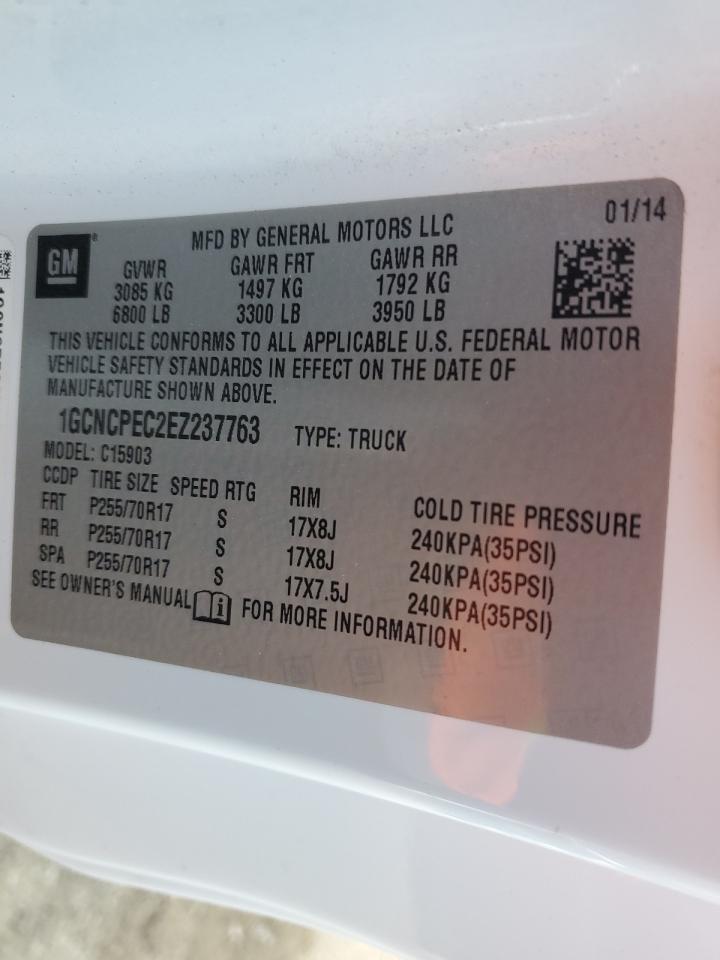 01/14
GM® MFD BY GENERAL MOTORS LLC
GVWR GAWR FRT GAWR RR
3085 KG 1497 KG 1792 KG
6800 LB 3300 LB 3950 LB
THIS VEHICLE CONFORMS TO ALL APPLICABLE U.S. FEDERAL MOTOR
VEHICLE SAFETY STANDARDS IN EFFECT ON THE DATE OF
MANUFACTURE SHOWN ABOVE.
1GCNCPEC2EZ237763 TYPE: TRUCK
MODEL: C15903
CCDP TIRE SIZE SPEED RTG RIM COLD TIRE PRESSURE
FRT P255/70R17 S 17X8J 240KPA(35PSI)
RR P255/70R17 S 17X8J 240KPA(35PSI)
SPA P255/70R17 S 17X7.5J 240KPA(35PSI)
SEE OWNER'S MANUAL FOR MORE INFORMATION.